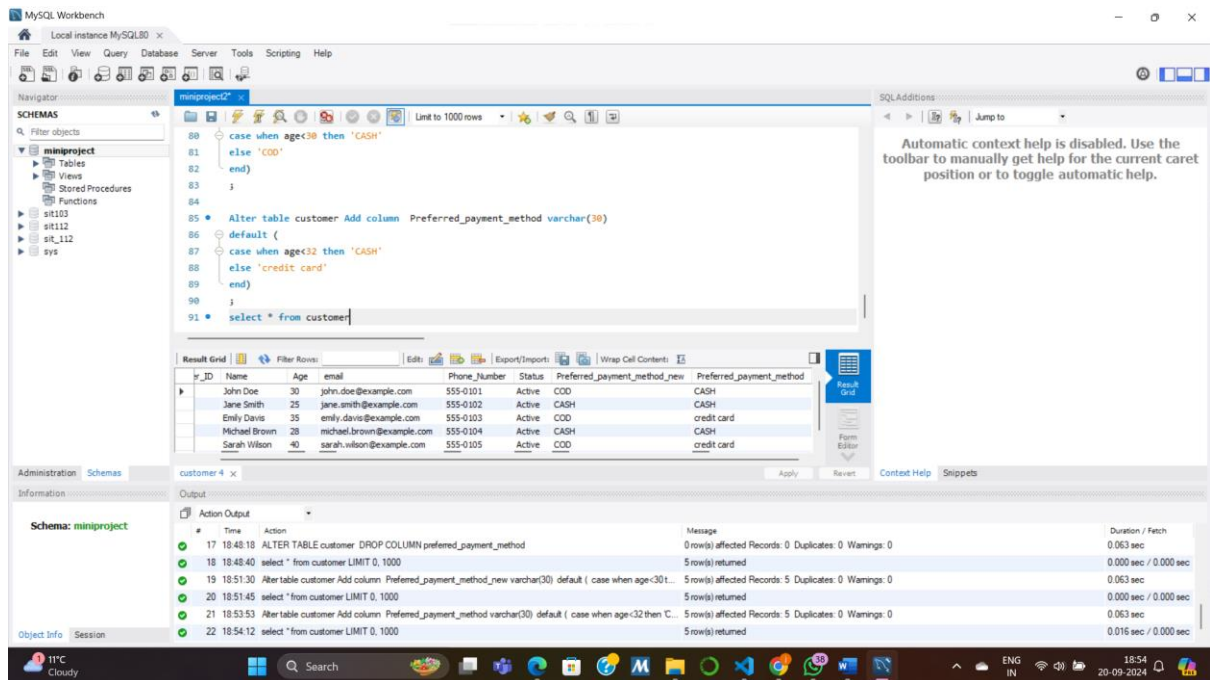 MySQL Workbench
Local instance MySQL80 ×
File Edit View Query Database Server Tools Scripting Help
Navigator
SCHEMAS
Filter objects
miniproject
Tables
Views
Stored Procedures
Functions
sit103
sit112
sit_112
sys
Administration Schemas
Information
Schema: miniproject
Object Info Session
miniproject2* ×
Limit to 1000 rows
80 case when age<30 then 'CASH'
81 else 'COD'
82 end)
83 ;
84
85 Alter table customer Add column Preferred_payment_method varchar(30)
86 default (
87 case when age<32 then 'CASH'
88 else 'credit card'
89 end)
90 ;
91 select * from customer
Result Grid Filter Rows: Edit: Export/Import: Wrap Cell Content:
r_ID Name Age email Phone_Number Status Preferred_payment_method_new Preferred_payment_method
John Doe 30 john.doe@example.com 555-0101 Active COD CASH
Jane Smith 25 jane.smith@example.com 555-0102 Active CASH CASH
Emily Davis 35 emily.davis@example.com 555-0103 Active COD credit card
Michael Brown 28 michael.brown@example.com 555-0104 Active CASH CASH
Sarah Wilson 40 sarah.wilson@example.com 555-0105 Active COD credit card
Result Grid
Form Editor
customer 4 × Apply Revert
SQLAdditions
Jump to
Automatic context help is disabled. Use the
toolbar to manually get help for the current caret
position or to toggle automatic help.
Context Help Snippets
Output
Action Output
# Time Action Message Duration / Fetch
17 18:48:18 ALTER TABLE customer DROP COLUMN preferred_payment_method 0 row(s) affected Records: 0 Duplicates: 0 Warnings: 0 0.063 sec
18 18:48:40 select * from customer LIMIT 0, 1000 5 row(s) returned 0.000 sec / 0.000 sec
19 18:51:30 Alter table customer Add column Preferred_payment_method_new varchar(30) default ( case when age<30 t... 5 row(s) affected Records: 5 Duplicates: 0 Warnings: 0 0.063 sec
20 18:51:45 select * from customer LIMIT 0, 1000 5 row(s) returned 0.000 sec / 0.000 sec
21 18:53:53 Alter table customer Add column Preferred_payment_method varchar(30) default ( case when age<32 then 'C... 5 row(s) affected Records: 5 Duplicates: 0 Warnings: 0 0.063 sec
22 18:54:12 select * from customer LIMIT 0, 1000 5 row(s) returned 0.016 sec / 0.000 sec
1
11°C
Cloudy
Search
38
ENG
IN
18:54
20-09-2024